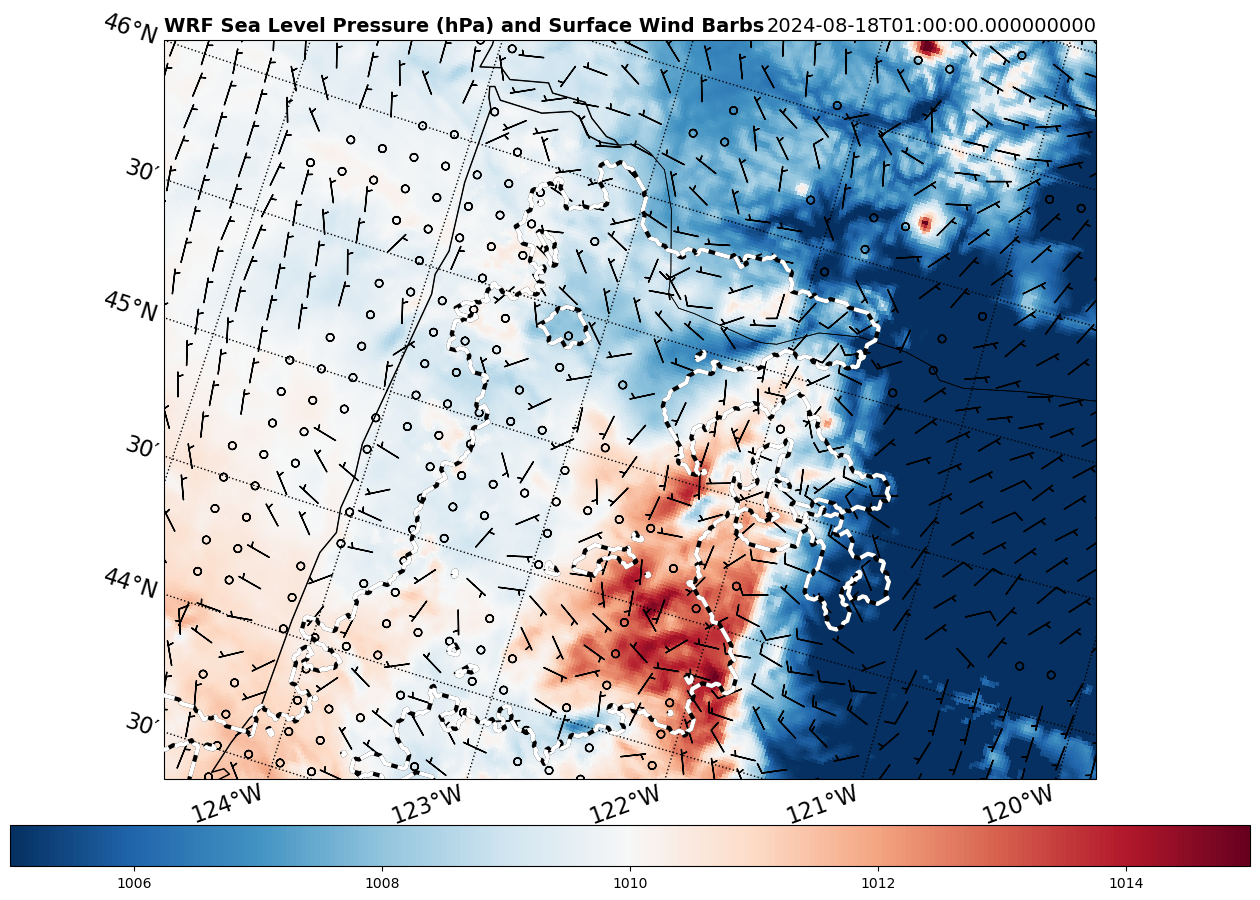 WRF Sea Level Pressure (hPa) and Surface Wind Barbs 2024-08-18T01:00:00.000000000
46°N
30′
45°N
30′
44°N
30′
124°W 123°W 122°W 121°W 120°W
1006 1008 1010 1012 1014